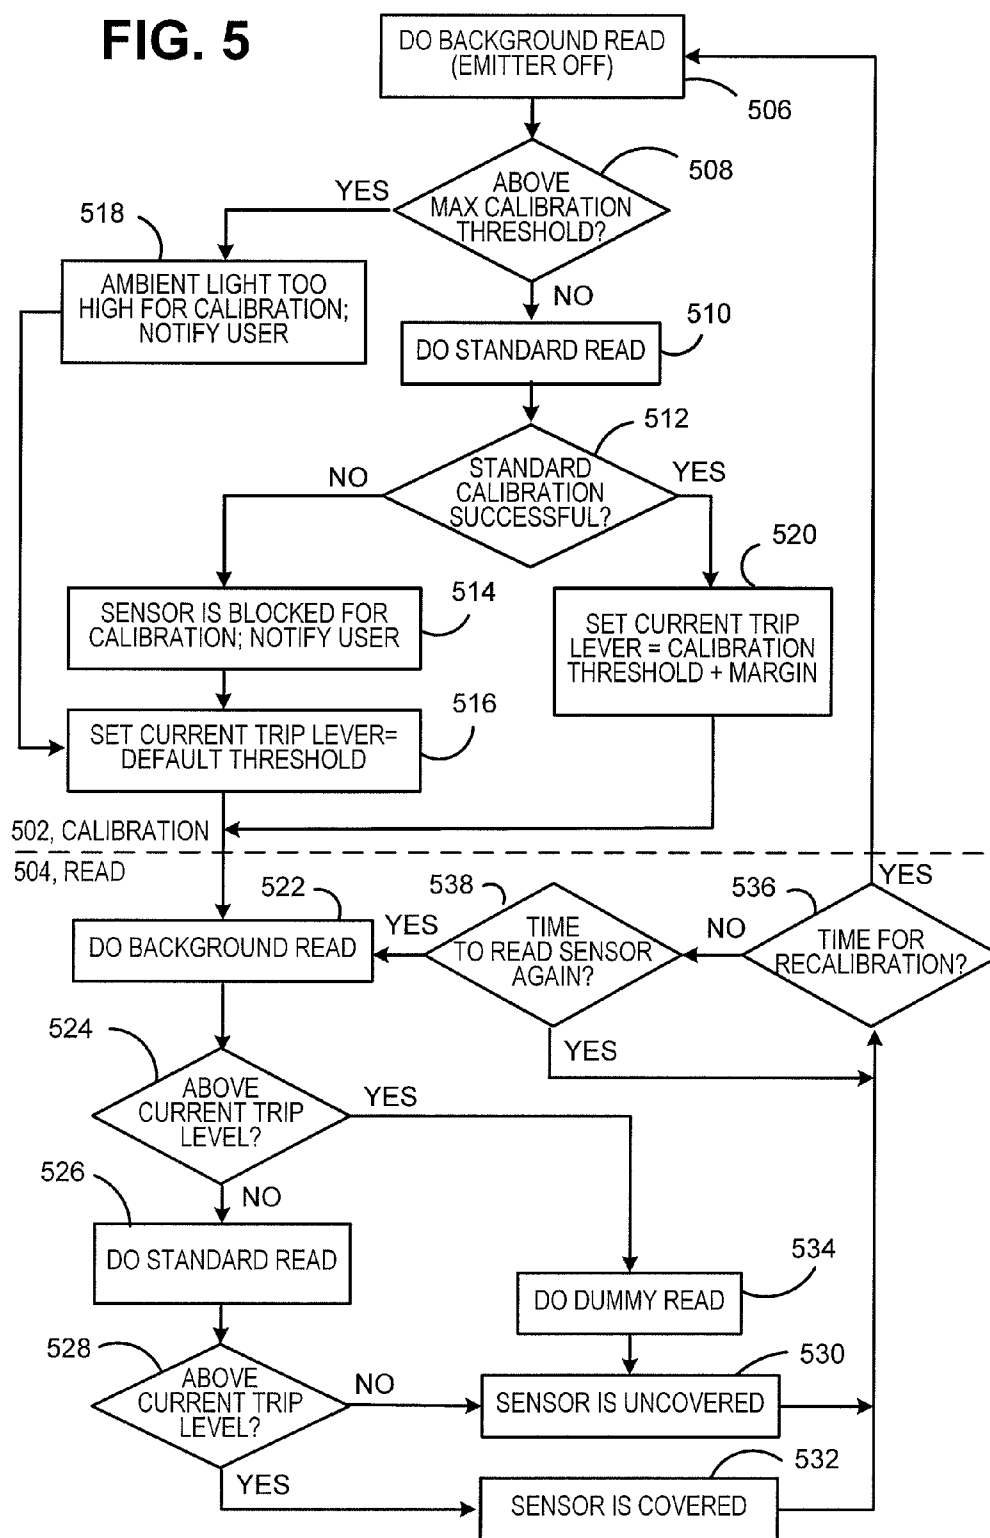 FIG. 5
DO BACKGROUND READ
(EMITTER OFF)
506
508
YES
ABOVE
MAX CALIBRATION
THRESHOLD?
518
AMBIENT LIGHT TOO
HIGH FOR CALIBRATION;
NOTIFY USER
NO
510
DO STANDARD READ
512
NO
STANDARD
CALIBRATION
SUCCESSFUL?
YES
520
514
SENSOR IS BLOCKED FOR
CALIBRATION; NOTIFY USER
SET CURRENT TRIP
LEVER = CALIBRATION
THRESHOLD + MARGIN
516
SET CURRENT TRIP LEVER=
DEFAULT THRESHOLD
502, CALIBRATION
504, READ
522
538
536
YES
DO BACKGROUND READ
YES
TIME
TO READ SENSOR
AGAIN?
NO
TIME FOR
RECALIBRATION?
524
YES
ABOVE
CURRENT TRIP
LEVEL?
YES
526
NO
DO STANDARD READ
534
DO DUMMY READ
528
ABOVE
CURRENT TRIP
LEVEL?
NO
530
SENSOR IS UNCOVERED
YES
532
SENSOR IS COVERED